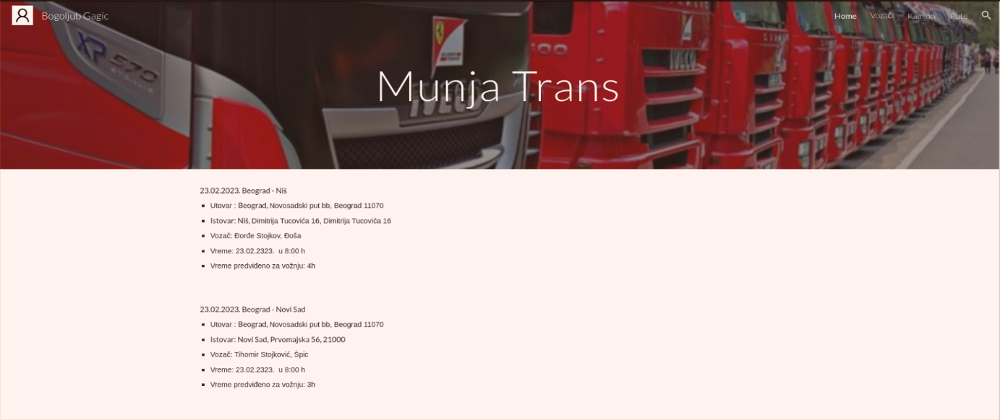 Bogoljub Gagic
Home Vozači Kamioni Rute
XP 570
IVECO
Munja Trans
23.02.2023. Beograd - Niš
Utovar : Beograd, Novosadski put bb, Beograd 11070
Istovar: Niš, Dimitrija Tucovića 16, Dimitrija Tucovića 16
Vozač: Đorđe Stojkov, Đoša
Vreme: 23.02.2323.  u 8:00 h
Vreme predviđeno za vožnju: 4h
23.02.2023. Beograd - Novi Sad
Utovar : Beograd, Novosadski put bb, Beograd 11070
Istovar: Novi Sad, Prvomajska 56, 21000
Vozač: Tihomir Stojković, Špic
Vreme: 23.02.2323.  u 8:00 h
Vreme predviđeno za vožnju: 3h